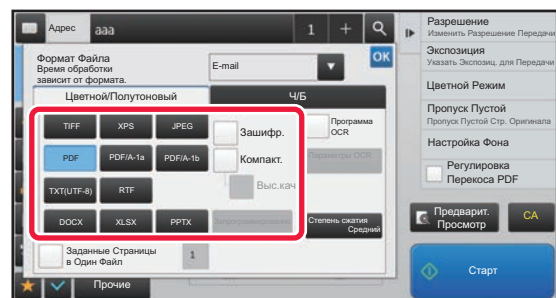 Адрес
aaa
1
Формат Файла
Время обработки
зависит от формата.
E-mail
OK
Цветной/Полутоновый
Ч/Б
TIFF
XPS
JPEG
Зашифр.
Программа
OCR
PDF
PDF/A-1a
PDF/A-1b
Компакт.
Параметры OCR
TXT(UTF-8)
RTF
Выс.кач
DOCX
XLSX
PPTX
Степень сжатия
Средний
Заданные Страницы
в Один Файл
1
Прочие
Разрешение
Изменить Разрешение Передачи
Экспозиция
Указать Экспозиц. для Передачи
Цветной Режим
Пропуск Пустой
Пропуск Пустой Стр. Оригинала
Настройка Фона
Регулировка
Перекоса PDF
Предварит.
Просмотр
CA
Старт